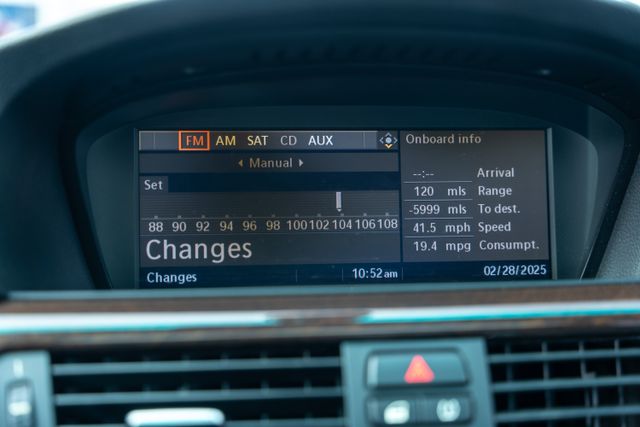 FM AM SAT CD AUX
Manual
Set
88 90 92 94 96 98 100 102 104 106 108
Changes
Changes 10:52am
Onboard info
--:-- Arrival
120 mls Range
-5999 mls To dest.
41.5 mph Speed
19.4 mpg Consumpt.
02/28/2025